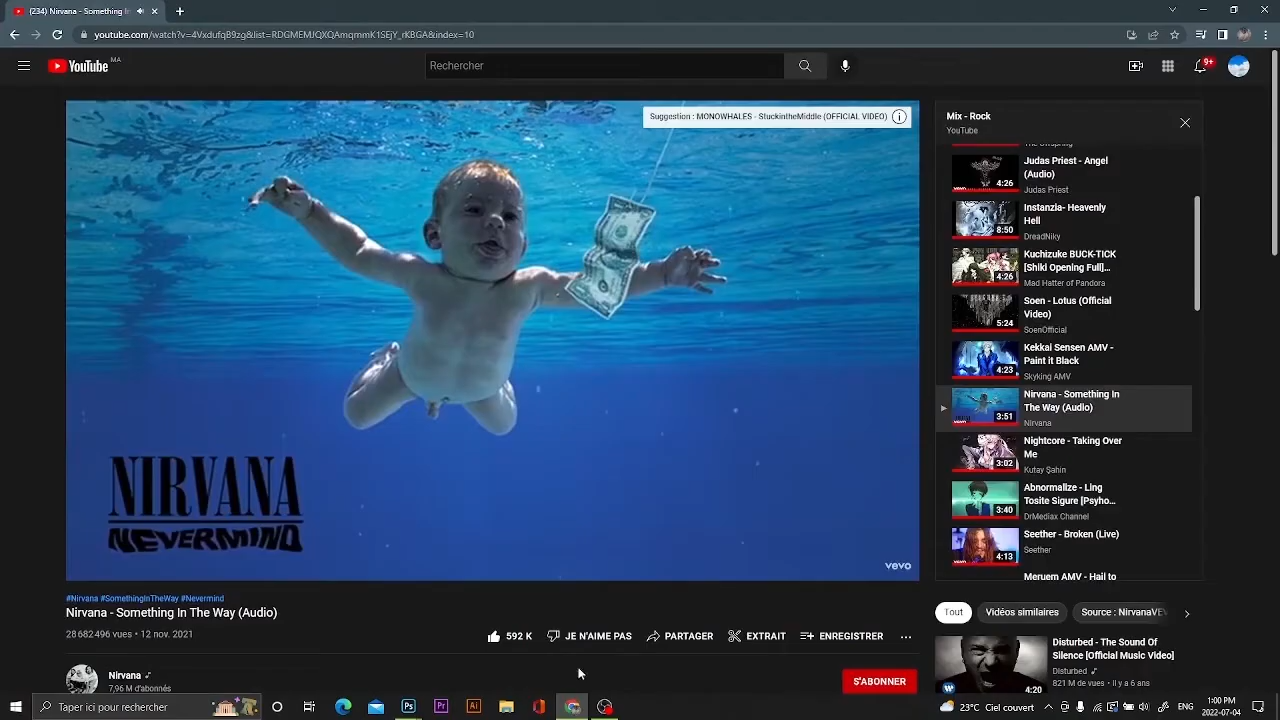 (234) Nirvana - Something In
youtube.com/watch?v=4VxdufqB9zg&list=RDGMEMJQXQAmqmmK1SEjY_rKBGA&index=10
YouTube MA
Rechercher
9+
Suggestion : MONOWHALES - StuckintheMiddle (OFFICIAL VIDEO)
NIRVANA
NEVERMIND
vevo
#Nirvana #SomethingInTheWay #Nevermind
Nirvana - Something In The Way (Audio)
28 682 496 vues • 12 nov. 2021
592 K
JE N'AIME PAS
PARTAGER
EXTRAIT
ENREGISTRER
Nirvana
7,96 M d'abonnés
S'ABONNER
Mix - Rock
YouTube
The Offspring
Judas Priest - Angel
(Audio)
Judas Priest
4:26
Instanzia- Heavenly
Hell
DreadNiky
8:50
Kuchizuke BUCK-TICK
[Shiki Opening Full]...
Mad Hatter of Pandora
4:26
Soen - Lotus (Official
Video)
SoenOfficial
5:24
Kekkai Sensen AMV -
Paint it Black
Skyking AMV
4:23
Nirvana - Something In
The Way (Audio)
Nirvana
3:51
Nightcore - Taking Over
Me
Kutay Şahin
3:02
Abnormalize - Ling
Tosite Sigure [Psyho...
DrMediax Channel
3:40
Seether - Broken (Live)
Seether
4:13
Meruem AMV - Hail to
Tout
Vidéos similaires
Source : NirvanaVEV
Disturbed - The Sound Of
Silence [Official Music Video]
Disturbed
821 M de vues • il y a 6 ans
4:20
Taper ici pour rechercher
23°C Ciel couvert
1:00 PM
2022-07-04